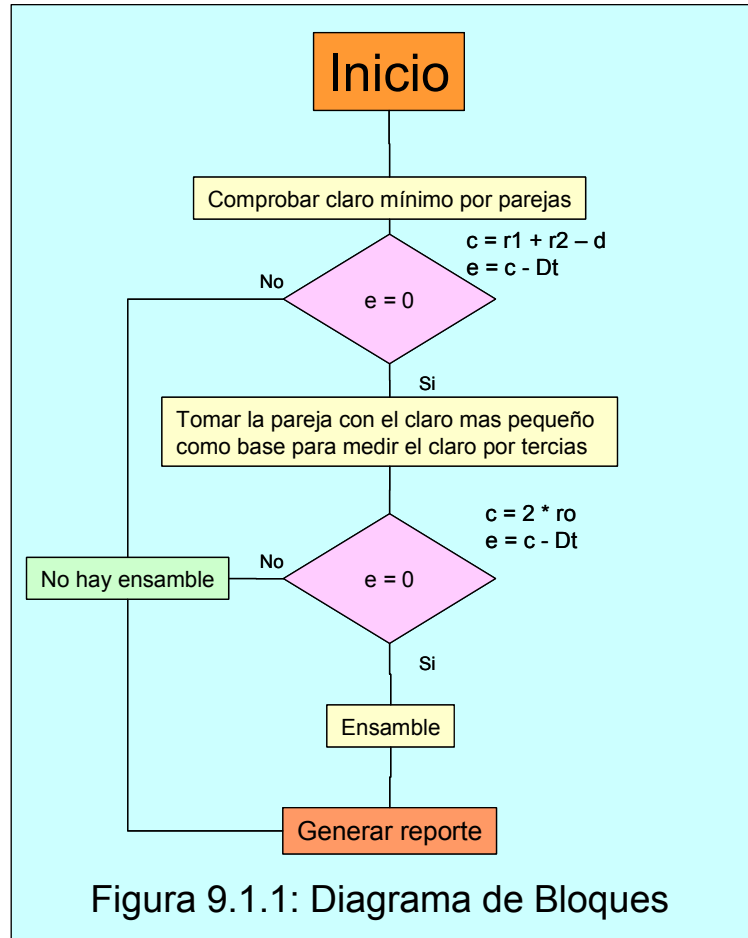 Inicio
Comprobar claro mínimo por parejas
c = r1 + r2 – d
e = c - Dt
No
e = 0
Si
Tomar la pareja con el claro mas pequeño
como base para medir el claro por tercias
c = 2 * ro
e = c - Dt
No
No hay ensamble
e = 0
Si
Ensamble
Generar reporte
Figura 9.1.1: Diagrama de Bloques